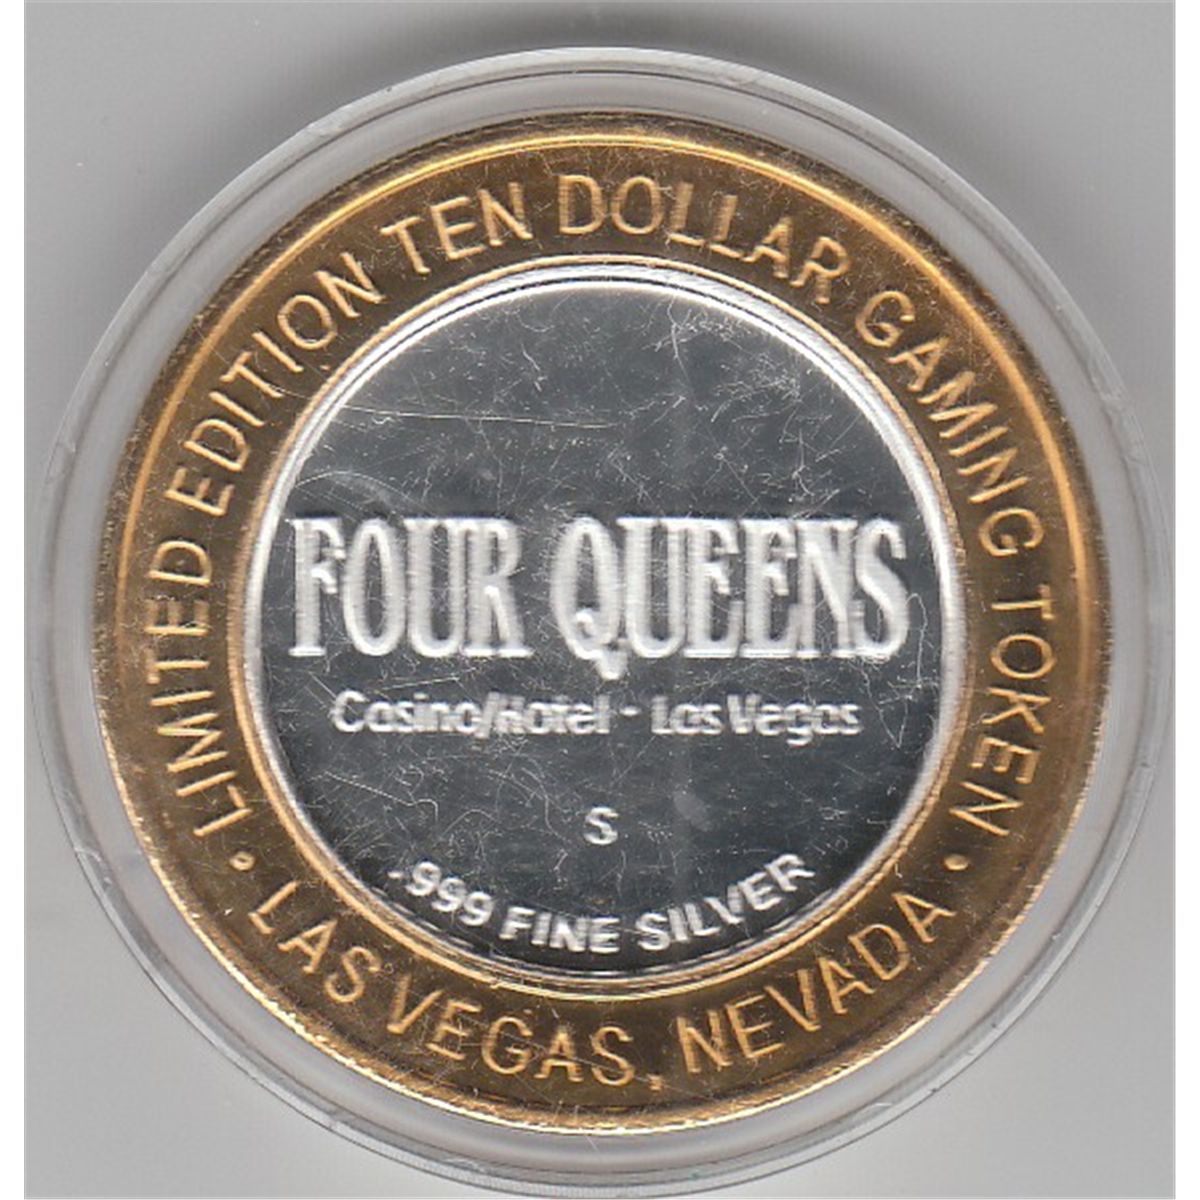 · LIMITED EDITION TEN DOLLAR GAMING TOKEN ·
FOUR QUEENS
Casino/Hotel - Las Vegas
S
.999 FINE SILVER
LAS VEGAS, NEVADA